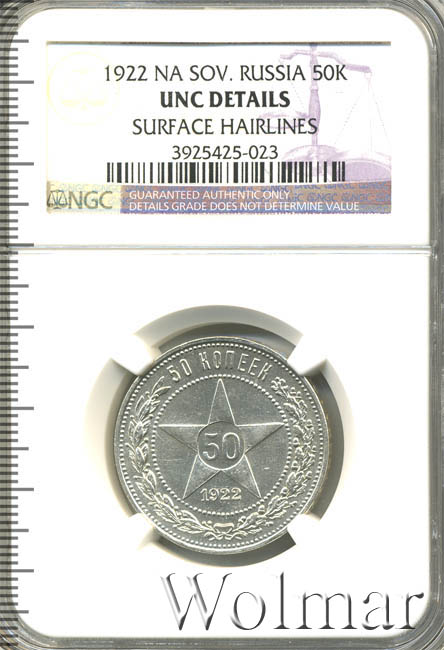 1922 NA SOV. RUSSIA 50K
UNC DETAILS
SURFACE HAIRLINES
3925425-023
NGC
GUARANTEED AUTHENTIC ONLY
DETAILS GRADE DOES NOT DETERMINE VALUE
50 КОПЕЕК
50
1922
Wolmar